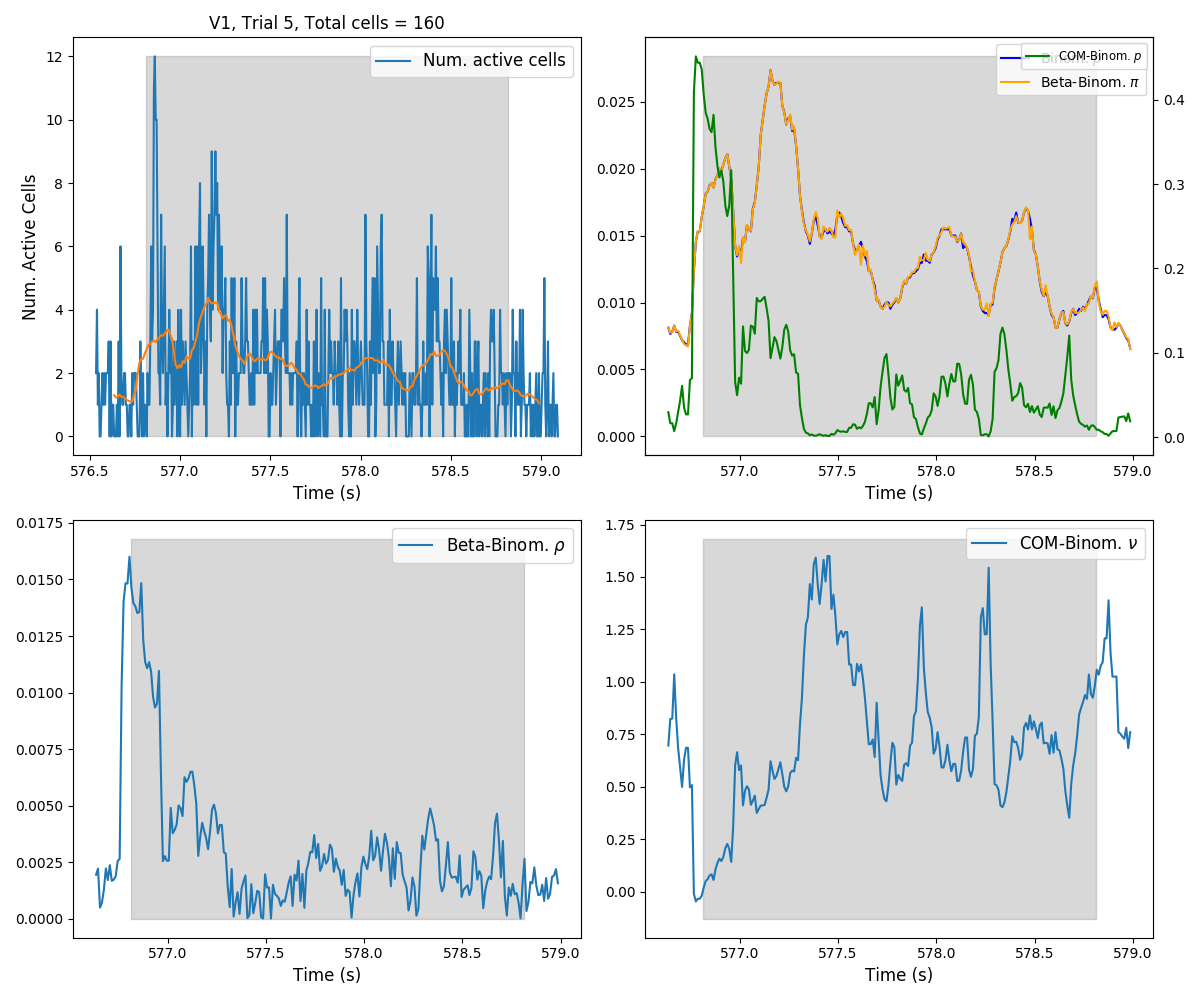 V1, Trial 5, Total cells = 160
Num. active cells
Num. Active Cells
12
10
8
6
4
2
0
576.5 577.0 577.5 578.0 578.5 579.0
Time (s)
COM-Binom. p
Beta-Binom. π
0.025
0.020
0.015
0.010
0.005
0.000
0.4
0.3
0.2
0.1
0.0
577.0 577.5 578.0 578.5 579.0
Time (s)
Beta-Binom. ρ
0.0175
0.0150
0.0125
0.0100
0.0075
0.0050
0.0025
0.0000
577.0 577.5 578.0 578.5 579.0
Time (s)
COM-Binom. ν
1.75
1.50
1.25
1.00
0.75
0.50
0.25
0.00
577.0 577.5 578.0 578.5 579.0
Time (s)